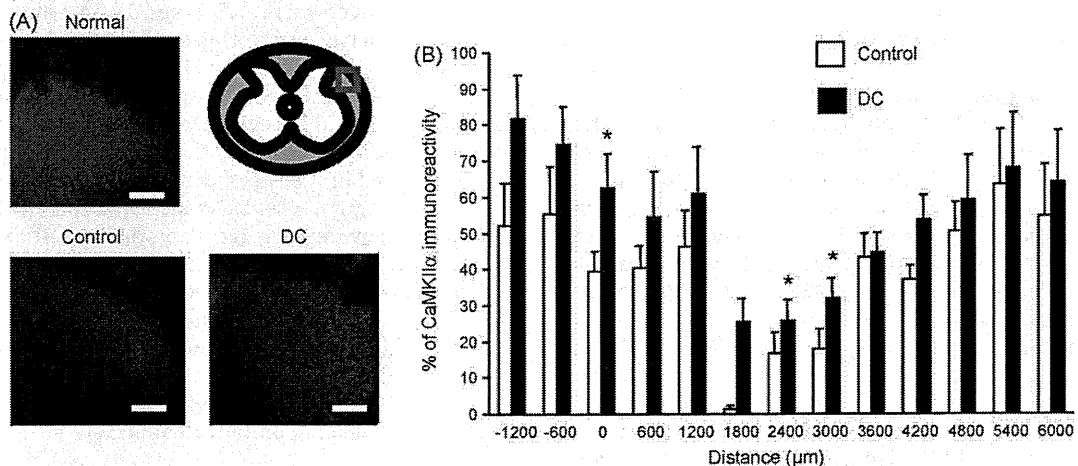 (A)
Normal
Control
DC
(B)
Control
DC
% of CaMKIIα immunoreactivity
100
90
80
70
60
50
40
30
20
10
0
*
*
*
-1200 -600 0 600 1200 1800 2400 3000 3600 4200 4800 5400 6000
Distance (μm)